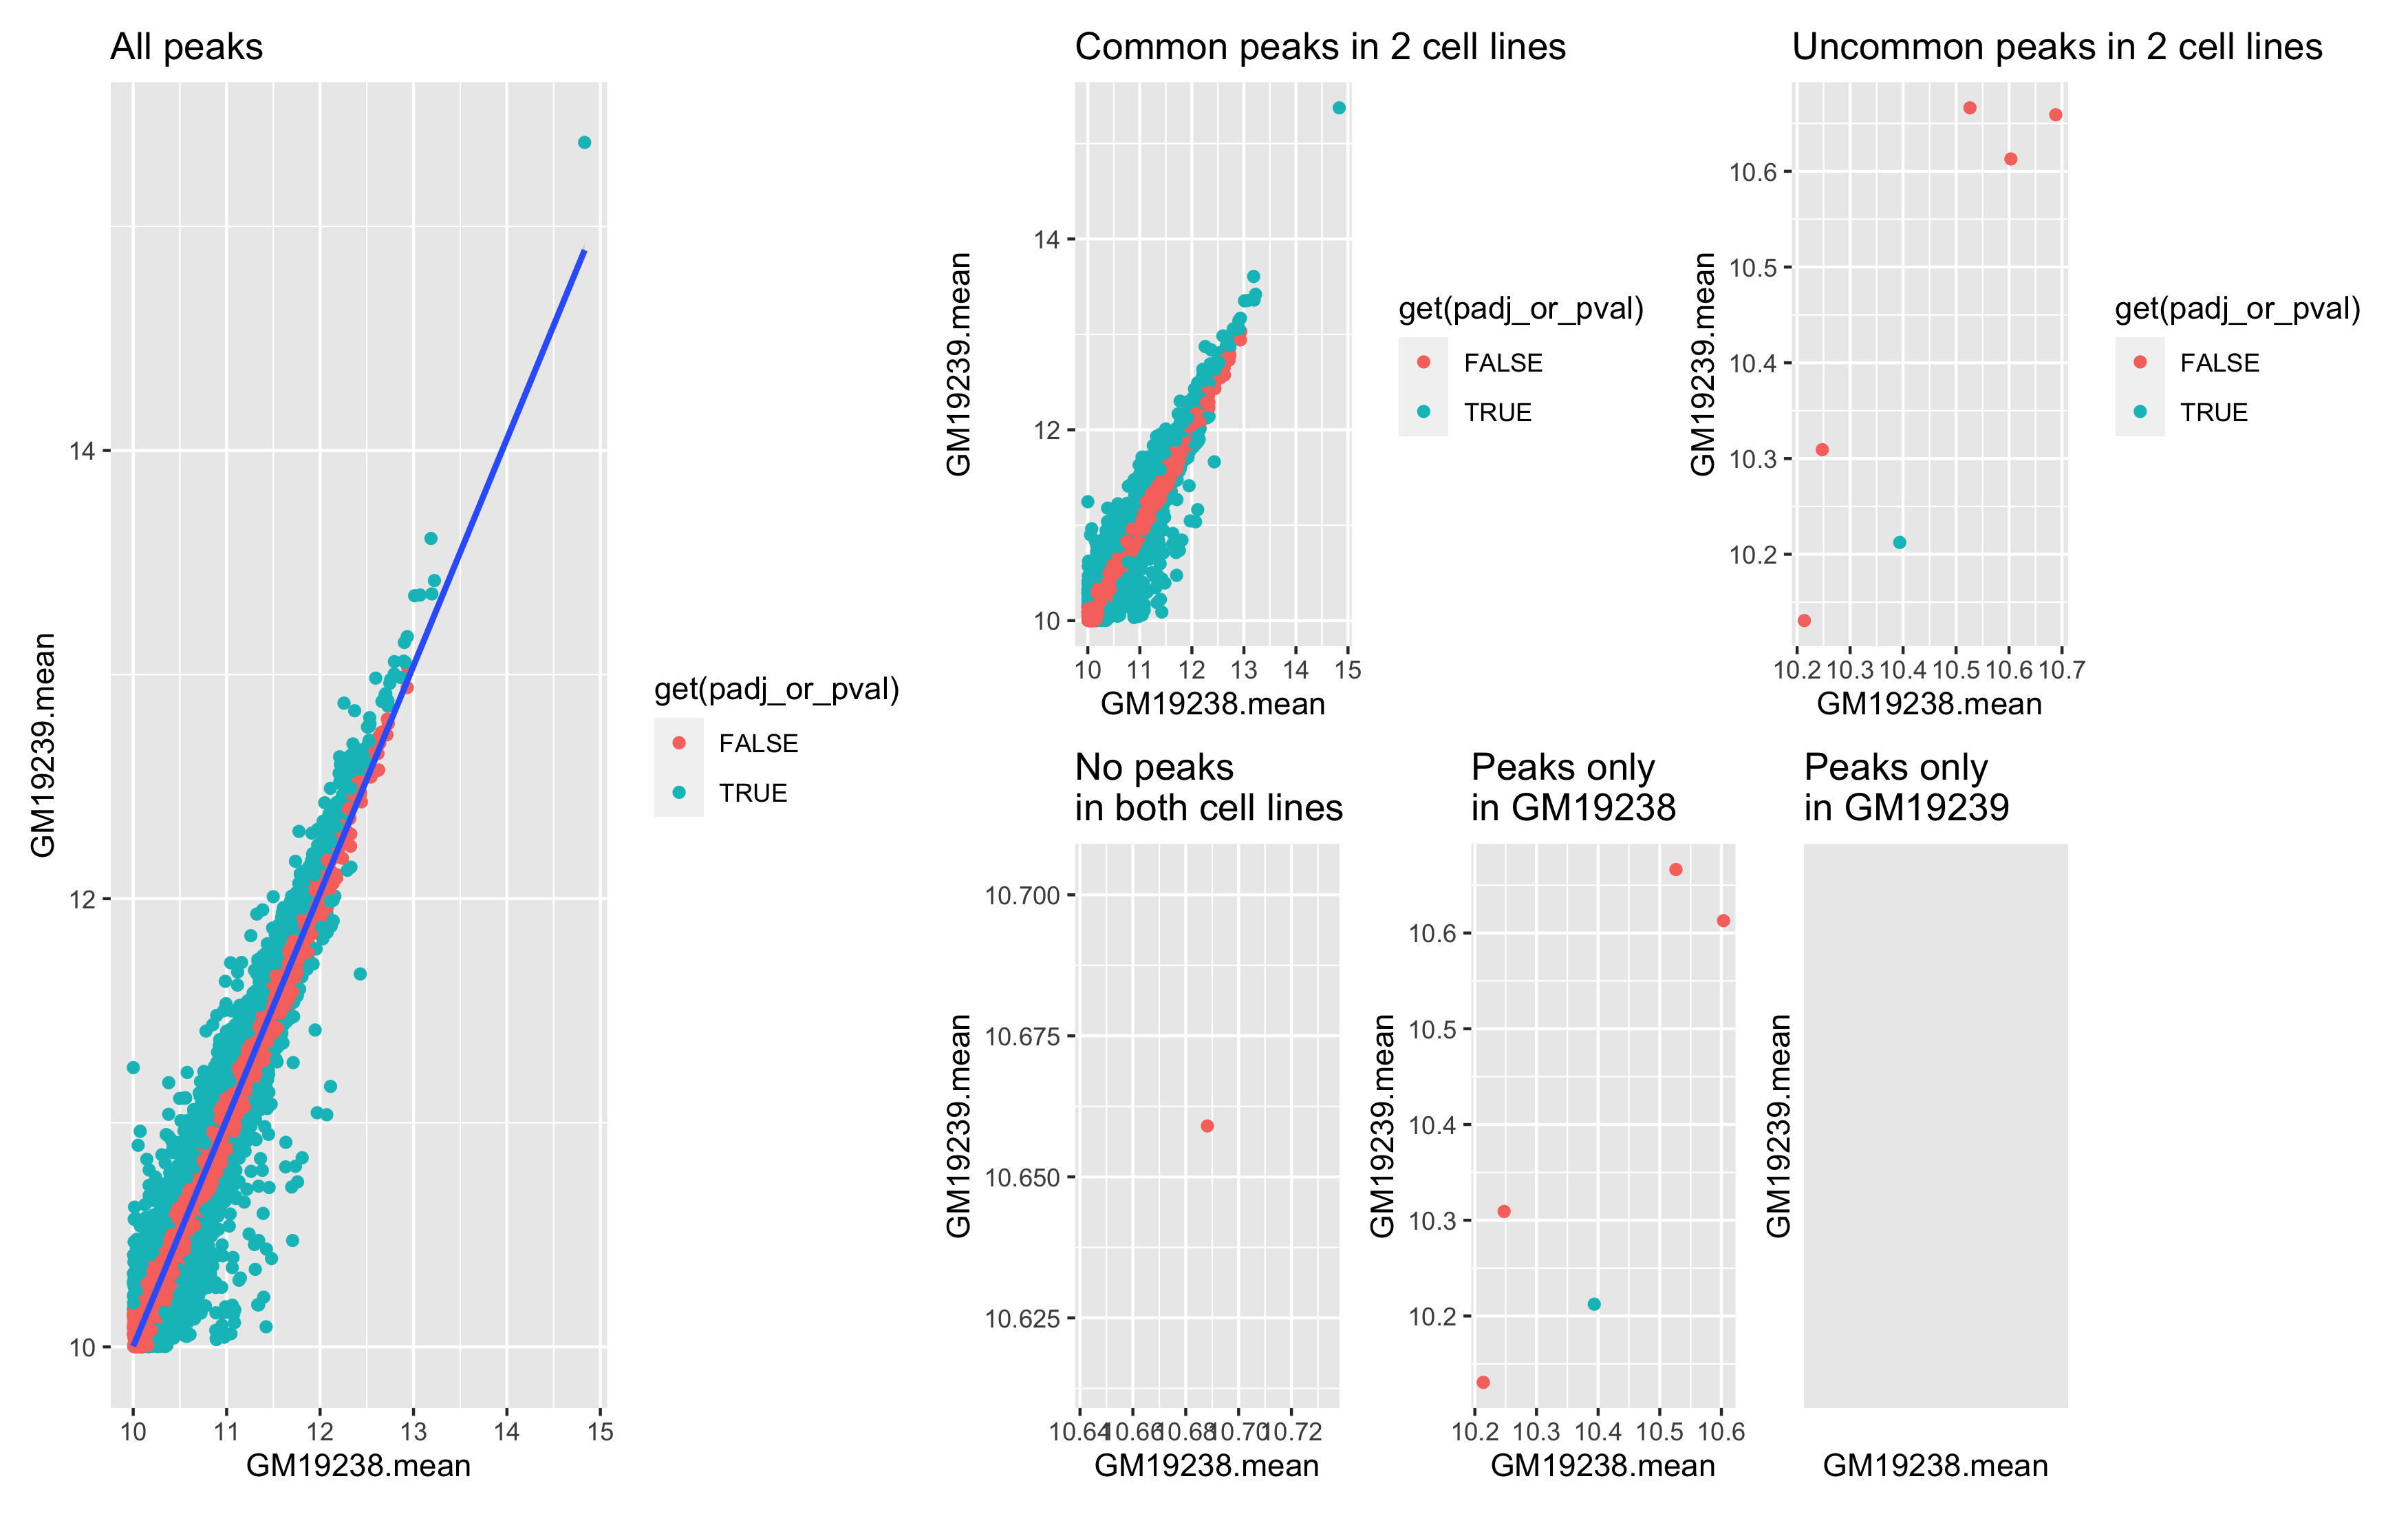 All peaks
GM19239.mean
14
12
10
10 11 12 13 14 15
GM19238.mean
get(padj_or_pval)
FALSE
TRUE
Common peaks in 2 cell lines
GM19239.mean
14
12
10
10 11 12 13 14 15
GM19238.mean
get(padj_or_pval)
FALSE
TRUE
Uncommon peaks in 2 cell lines
GM19239.mean
10.6
10.5
10.4
10.3
10.2
10.2 10.3 10.4 10.5 10.6 10.7
GM19238.mean
get(padj_or_pval)
FALSE
TRUE
No peaks
in both cell lines
GM19239.mean
10.700
10.675
10.650
10.625
10.64 10.66 10.68 10.70 10.72
GM19238.mean
Peaks only
in GM19238
GM19239.mean
10.6
10.5
10.4
10.3
10.2
10.2 10.3 10.4 10.5 10.6
GM19238.mean
Peaks only
in GM19239
GM19239.mean
GM19238.mean